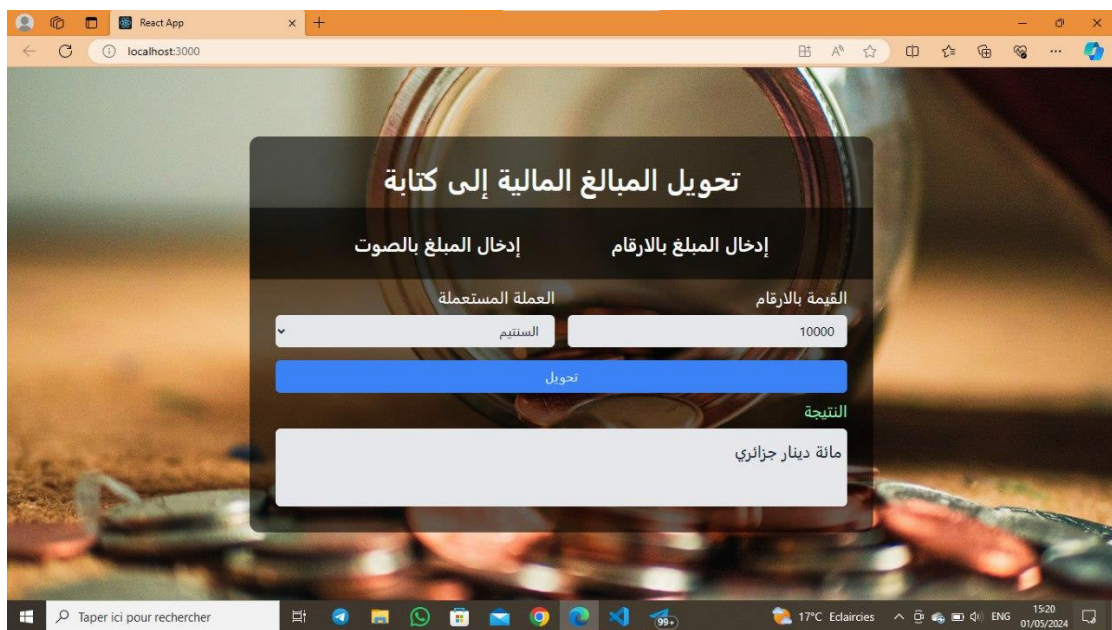 React App
localhost:3000
تحويل المبالغ المالية إلى كتابة
إدخال المبلغ بالارقام إدخال المبلغ بالصوت
القيمة بالارقام العملة المستعملة
10000 السنتيم
تحويل
النتيجة
مائة دينار جزائري
Taper ici pour rechercher 99+ 17°C Eclaircies ENG 15:20
01/05/2024